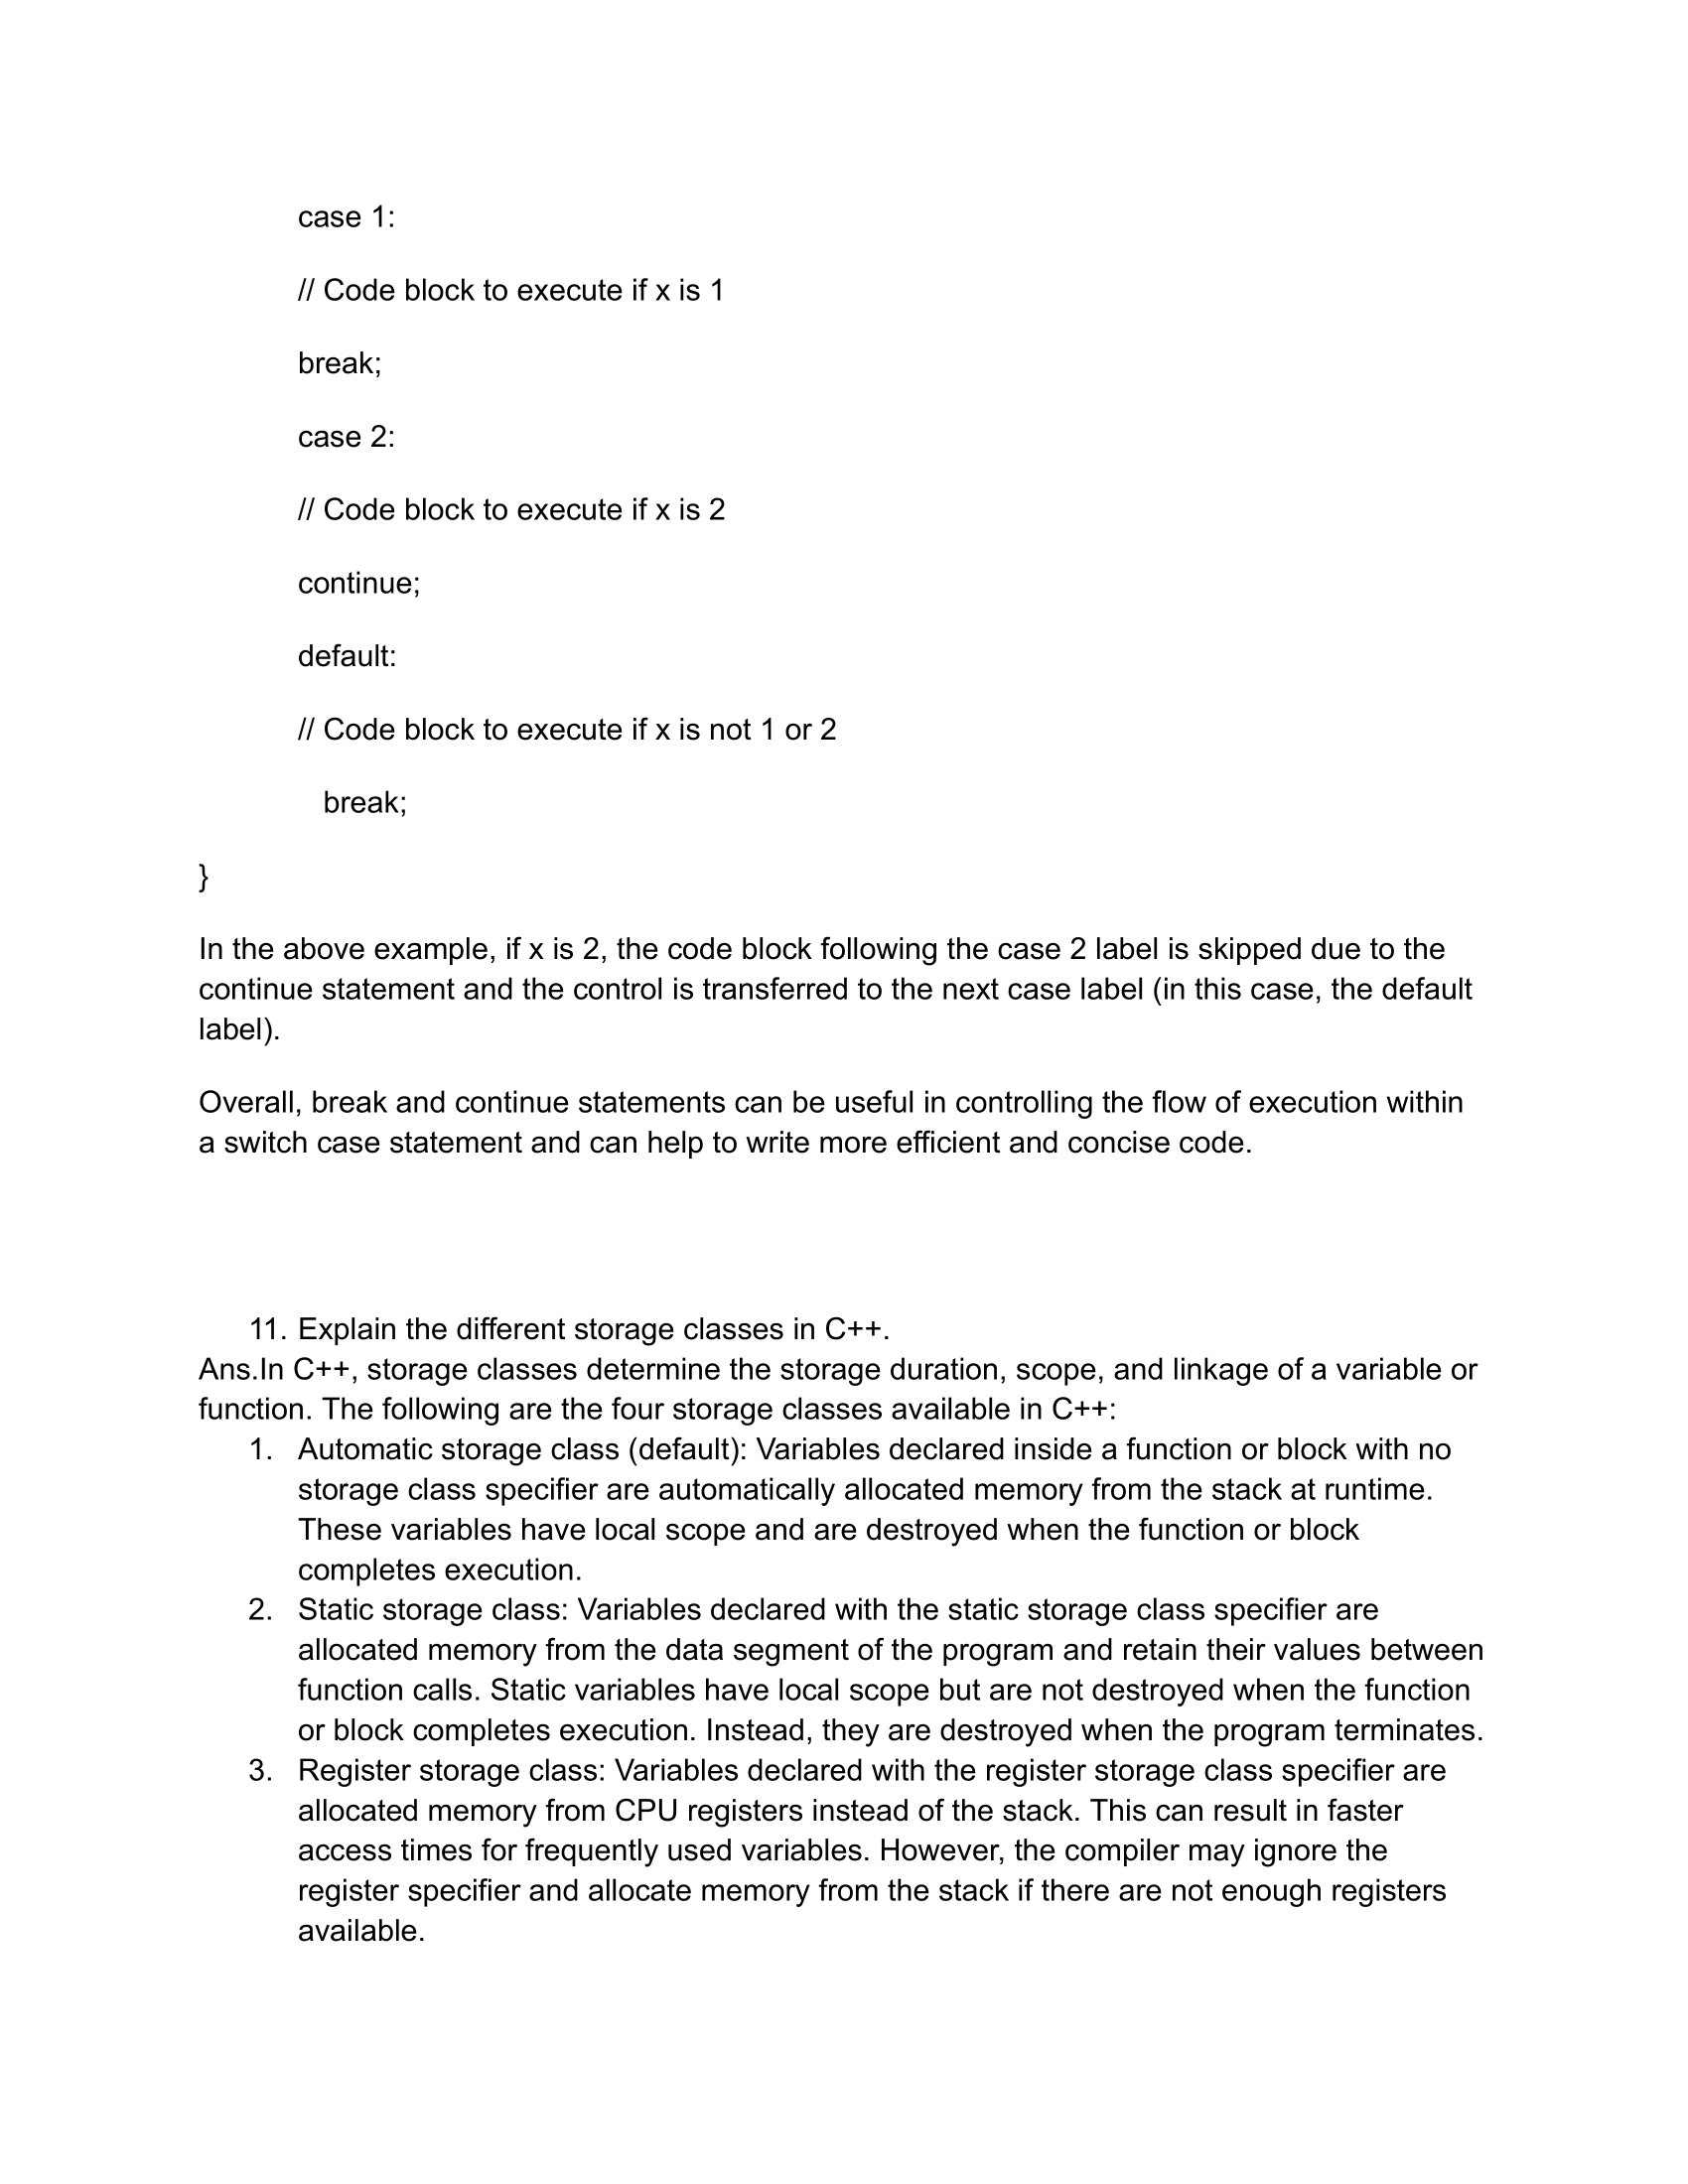 case 1:
// Code block to execute if x is 1
break;
case 2:
// Code block to execute if x is 2
continue;
default:
// Code block to execute if x is not 1 or 2
break;
}
In the above example, if x is 2, the code block following the case 2 label is skipped due to the
continue statement and the control is transferred to the next case label (in this case, the default
label).
Overall, break and continue statements can be useful in controlling the flow of execution within
a switch case statement and can help to write more efficient and concise code.
11. Explain the different storage classes in C++.
Ans.In C++, storage classes determine the storage duration, scope, and linkage of a variable or
function. The following are the four storage classes available in C++:
1. Automatic storage class (default): Variables declared inside a function or block with no
storage class specifier are automatically allocated memory from the stack at runtime.
These variables have local scope and are destroyed when the function or block
completes execution.
2. Static storage class: Variables declared with the static storage class specifier are
allocated memory from the data segment of the program and retain their values between
function calls. Static variables have local scope but are not destroyed when the function
or block completes execution. Instead, they are destroyed when the program terminates.
3. Register storage class: Variables declared with the register storage class specifier are
allocated memory from CPU registers instead of the stack. This can result in faster
access times for frequently used variables. However, the compiler may ignore the
register specifier and allocate memory from the stack if there are not enough registers
available.